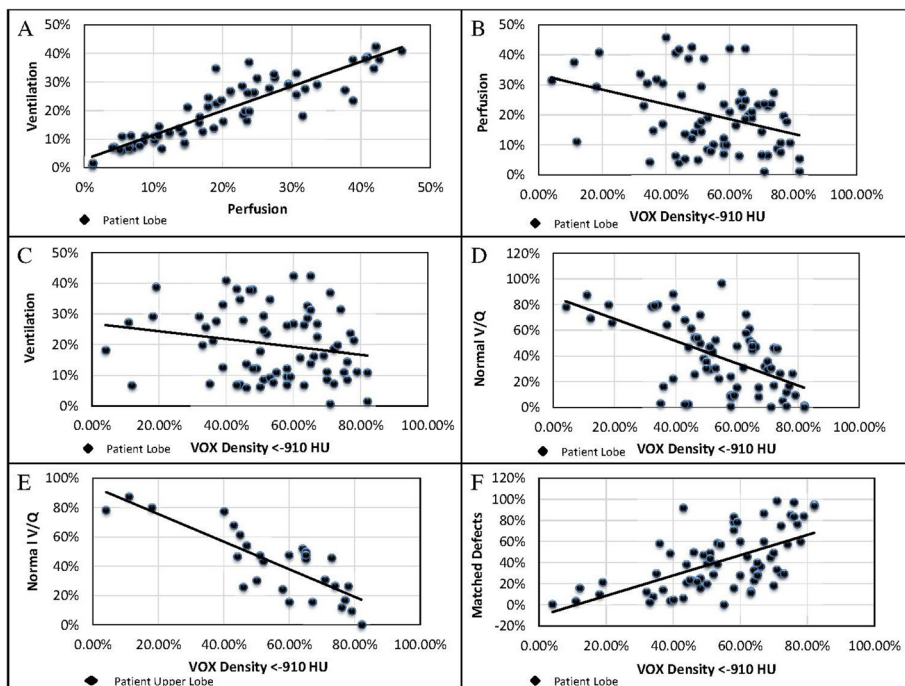 A
Ventilation
50%
40%
30%
20%
10%
0%
0% 10% 20% 30% 40% 50%
Perfusion
Patient Lobe
B
Perfusion
50%
40%
30%
20%
10%
0%
0.00% 20.00% 40.00% 60.00% 80.00% 100.00%
VOX Density<-910 HU
Patient Lobe
C
Ventilation
50%
40%
30%
20%
10%
0%
0.00% 20.00% 40.00% 60.00% 80.00% 100.00%
VOX Density <-910 HU
Patient Lobe
D
Normal V/Q
120%
100%
80%
60%
40%
20%
0%
0.00% 20.00% 40.00% 60.00% 80.00% 100.00%
VOX Density <-910 HU
Patient Lobe
E
Normal V/Q
100%
80%
60%
40%
20%
0%
0.00% 20.00% 40.00% 60.00% 80.00% 100.00%
VOX Density <-910 HU
Patient Upper Lobe
F
Matched Defects
120%
100%
80%
60%
40%
20%
0%
-20%
0.00% 20.00% 40.00% 60.00% 80.00% 100.00%
VOX Density <-910 HU
Patient Lobe